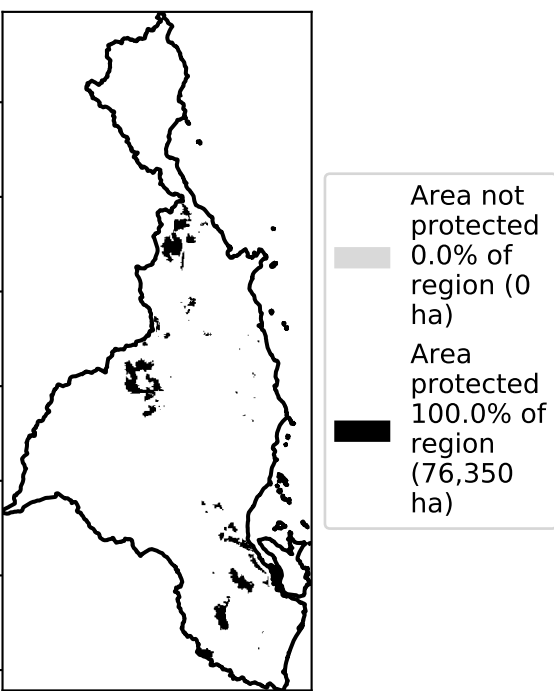 Area not
protected
0.0% of
region (0
ha)
Area
protected
100.0% of
region
(76,350
ha)